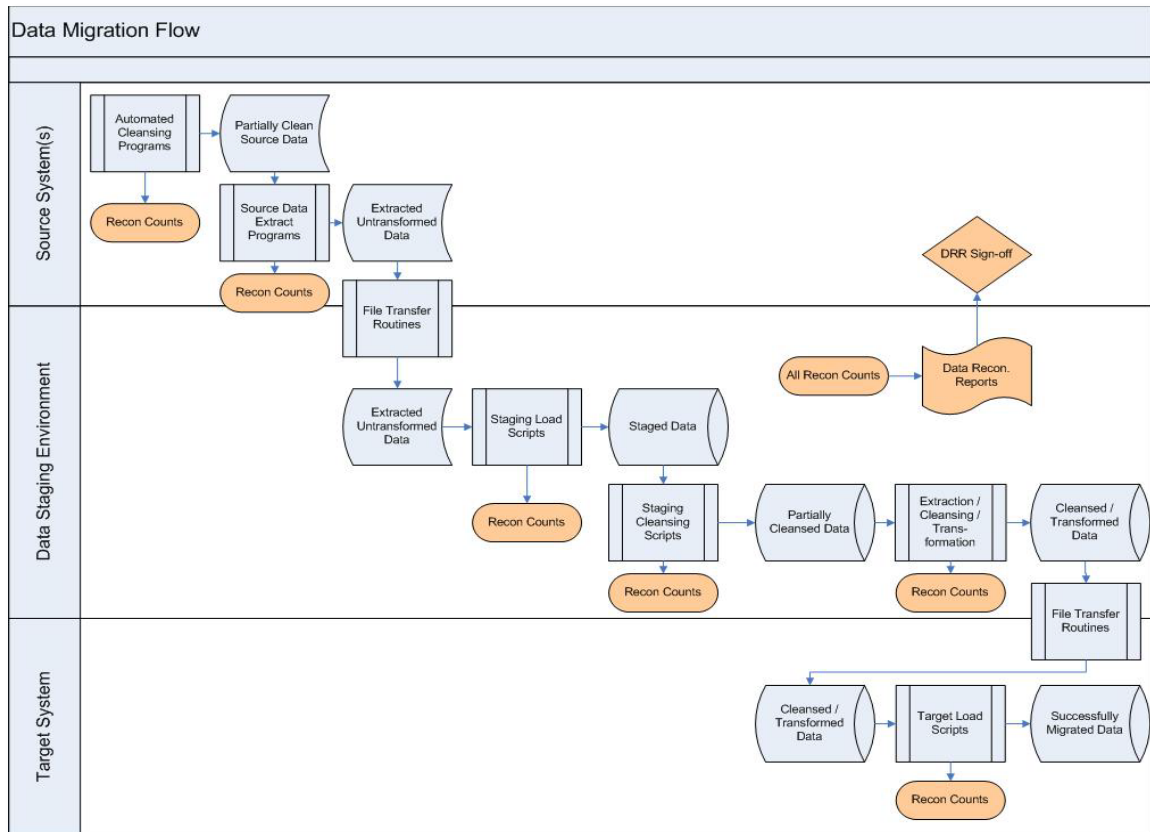 Data Migration Flow
Source System(s)
Automated
Cleansing
Programs
Partially Clean
Source Data
Recon Counts
Source Data
Extract
Programs
Extracted
Untransformed
Data
Recon Counts
DRR Sign-off
File Transfer
Routines
Data Staging Environment
All Recon Counts
Data Recon.
Reports
Extracted
Untransformed
Data
Staging Load
Scripts
Staged Data
Recon Counts
Staging
Cleansing
Scripts
Partially
Cleansed Data
Extraction /
Cleansing /
Trans-
formation
Cleansed /
Transformed
Data
Recon Counts
Recon Counts
File Transfer
Routines
Target System
Cleansed /
Transformed
Data
Target Load
Scripts
Successfully
Migrated Data
Recon Counts